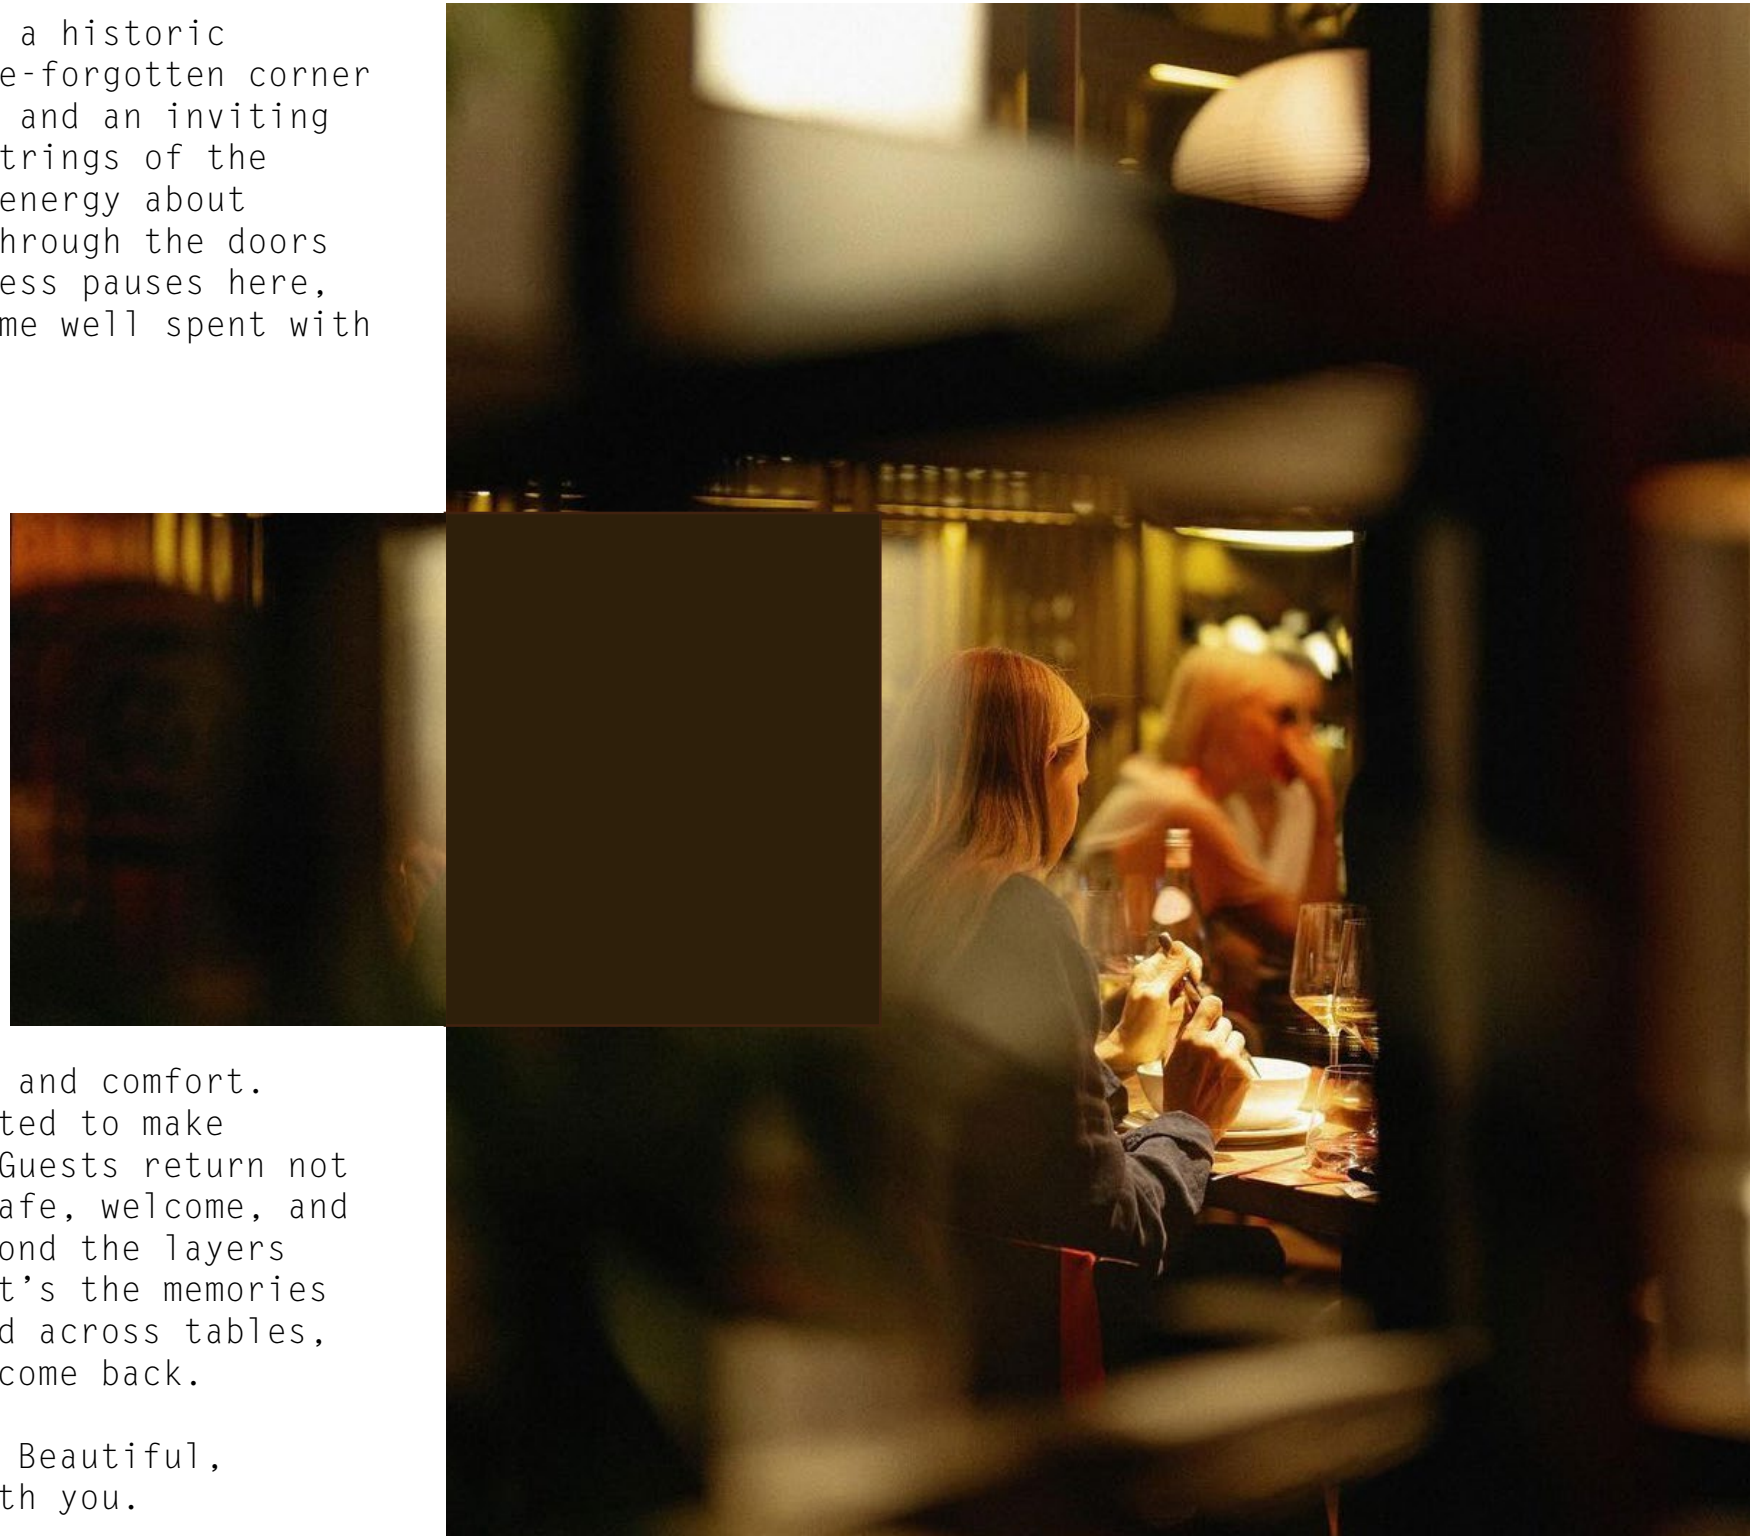 a historic
e-forgotten corner
and an inviting
trings of the
energy about
hrough the doors
ess pauses here,
me well spent with
and comfort.
ted to make
Guests return not
afe, welcome, and
ond the layers
t’s the memories
d across tables,
come back.
Beautiful,
th you.